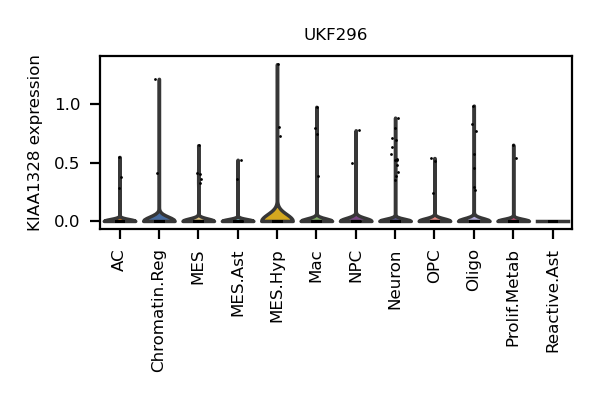 UKF296
KIAA1328 expression
1.0
0.5
0.0
AC
Chromatin.Reg
MES
MES.Ast
MES.Hyp
Mac
NPC
Neuron
OPC
Oligo
Prolif.Metab
Reactive.Ast